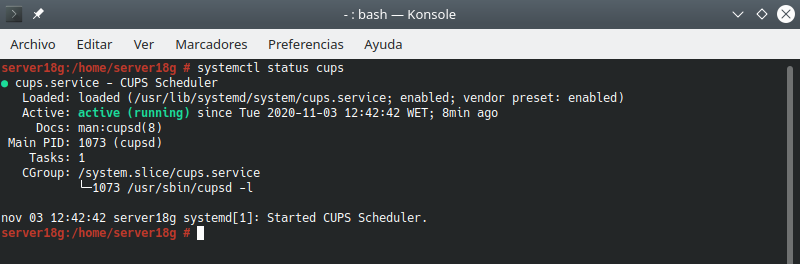 - : bash — Konsole
Archivo Editar Ver Marcadores Preferencias Ayuda
server18g:/home/server18g # systemctl status cups
● cups.service - CUPS Scheduler
   Loaded: loaded (/usr/lib/systemd/system/cups.service; enabled; vendor preset: enabled)
   Active: active (running) since Tue 2020-11-03 12:42:42 WET; 8min ago
     Docs: man:cupsd(8)
 Main PID: 1073 (cupsd)
    Tasks: 1
   CGroup: /system.slice/cups.service
           └─1073 /usr/sbin/cupsd -l
nov 03 12:42:42 server18g systemd[1]: Started CUPS Scheduler.
server18g:/home/server18g #